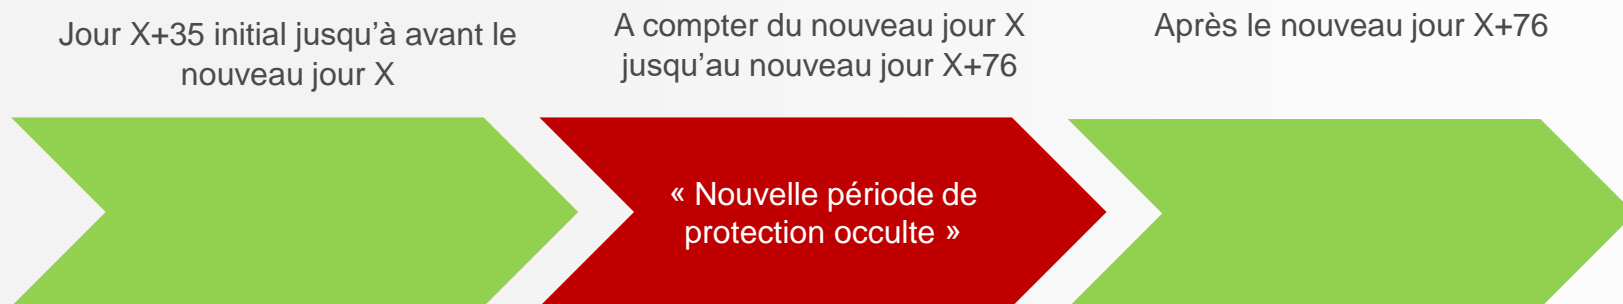 Jour X+35 initial jusqu’à avant le
nouveau jour X
A compter du nouveau jour X
jusqu’au nouveau jour X+76
Après le nouveau jour X+76
« Nouvelle période de
protection occulte »